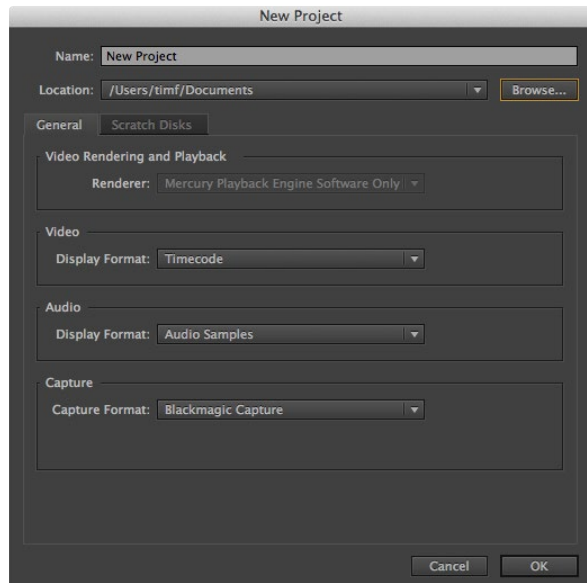 New Project
Name: New Project
Location: /Users/timf/Documents Browse...
General Scratch Disks
Video Rendering and Playback
Renderer: Mercury Playback Engine Software Only
Video
Display Format: Timecode
Audio
Display Format: Audio Samples
Capture
Capture Format: Blackmagic Capture
Cancel OK